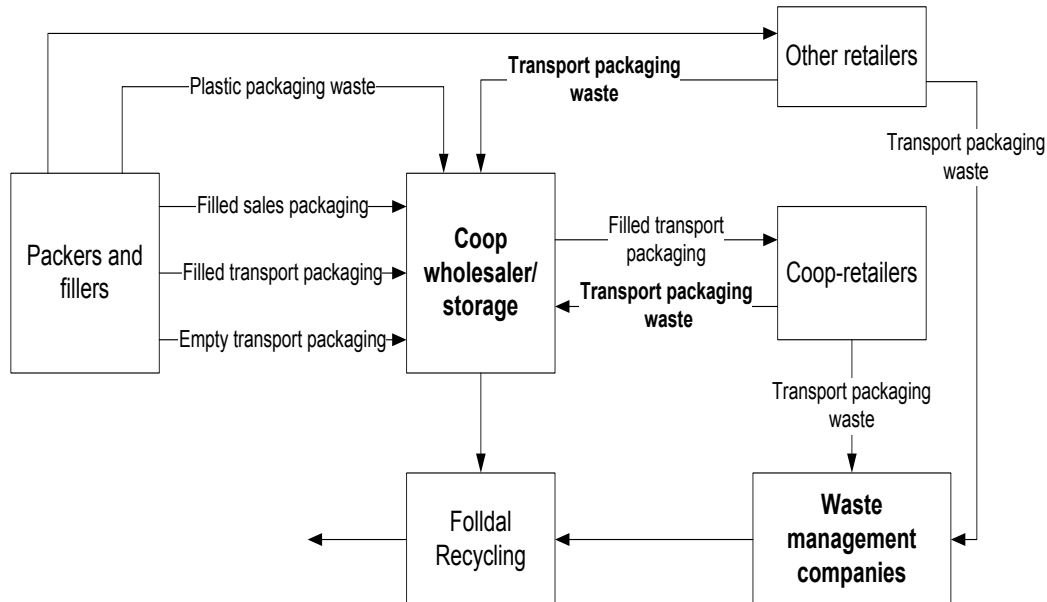 Other retailers
Transport packaging
waste
Plastic packaging waste
Transport packaging
waste
Packers and
fillers
Filled sales packaging
Filled transport packaging
Empty transport packaging
Coop
wholesaler/
storage
Filled transport
packaging
Transport packaging
waste
Coop-retailers
Transport packaging
waste
Folldal
Recycling
Waste
management
companies